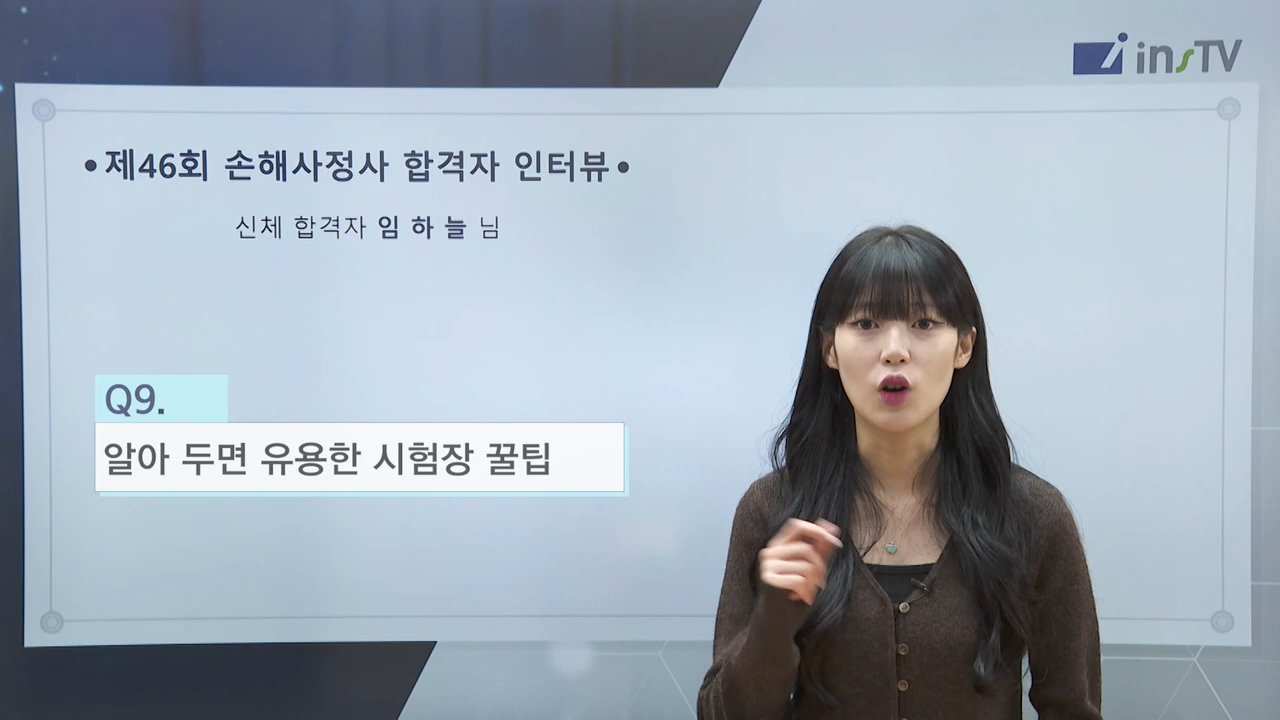 insTV
•제46회 손해사정사 합격자 인터뷰•
신체 합격자 임하늘 님
Q9.
알아 두면 유용한 시험장 꿀팁